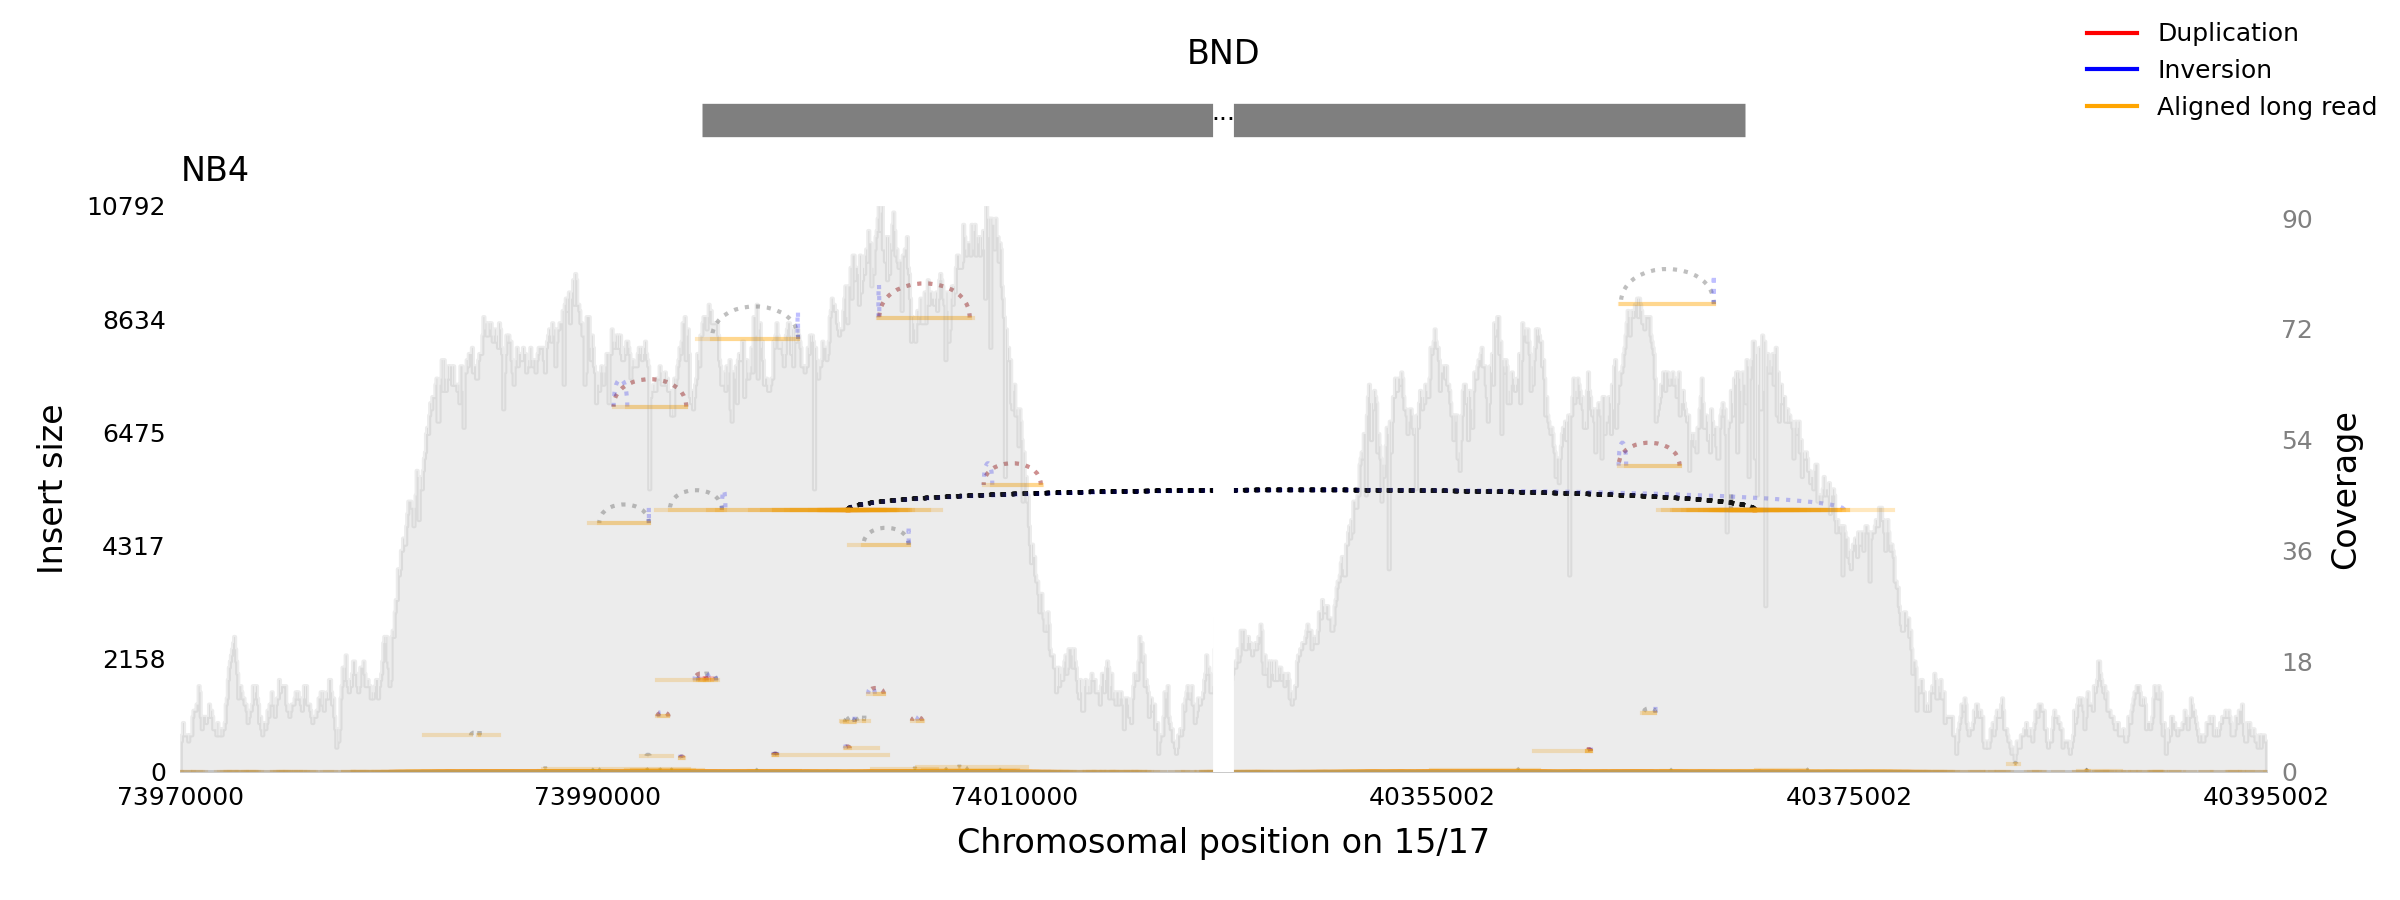 Duplication
Inversion
Aligned long read
BND
...
NB4
10792
8634
6475
4317
2158
0
Insert size
90
72
54
36
18
0
Coverage
73970000 73990000 74010000 40355002 40375002 40395002
Chromosomal position on 15/17